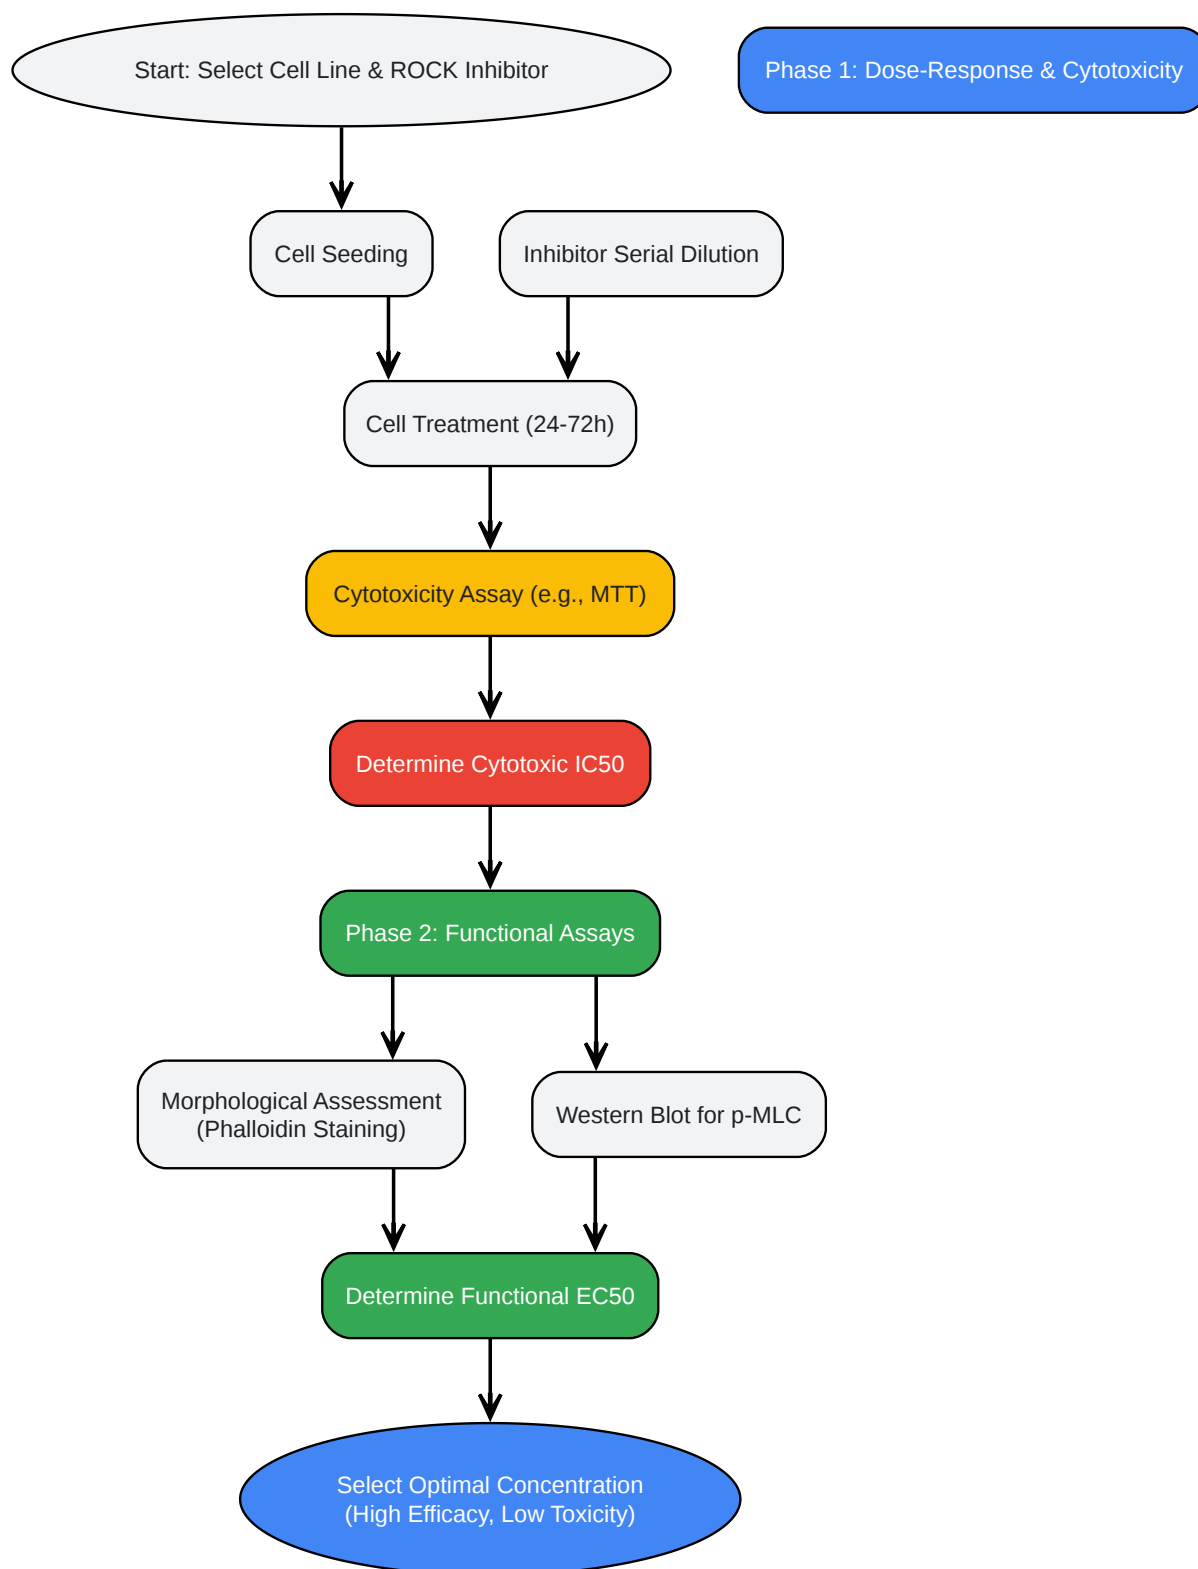 Start: Select Cell Line & ROCK Inhibitor
Phase 1: Dose-Response & Cytotoxicity
Cell Seeding
Inhibitor Serial Dilution
Cell Treatment (24-72h)
Cytotoxicity Assay (e.g., MTT)
Determine Cytotoxic IC50
Phase 2: Functional Assays
Morphological Assessment
(Phalloidin Staining)
Western Blot for p-MLC
Determine Functional EC50
Select Optimal Concentration
(High Efficacy, Low Toxicity)